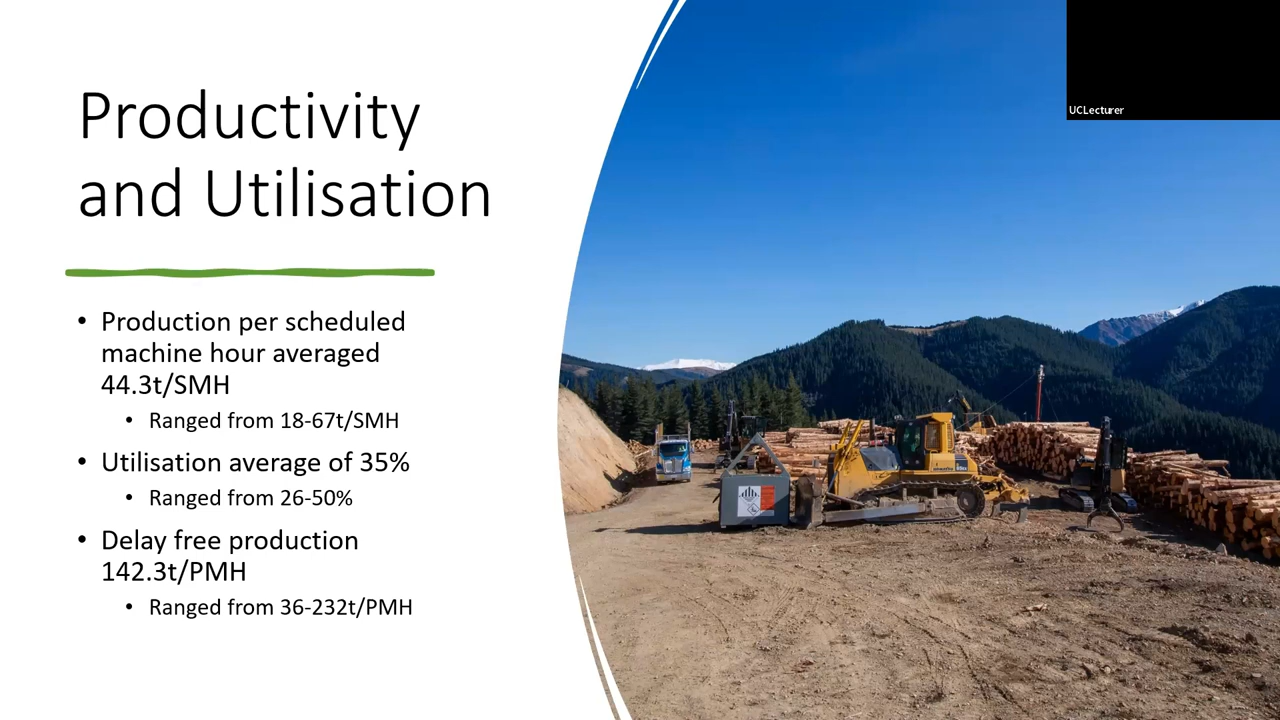 Productivity
and Utilisation
• Production per scheduled
machine hour averaged
44.3t/SMH
• Ranged from 18-67t/SMH
• Utilisation average of 35%
• Ranged from 26-50%
• Delay free production
142.3t/PMH
• Ranged from 36-232t/PMH
UCLecturer